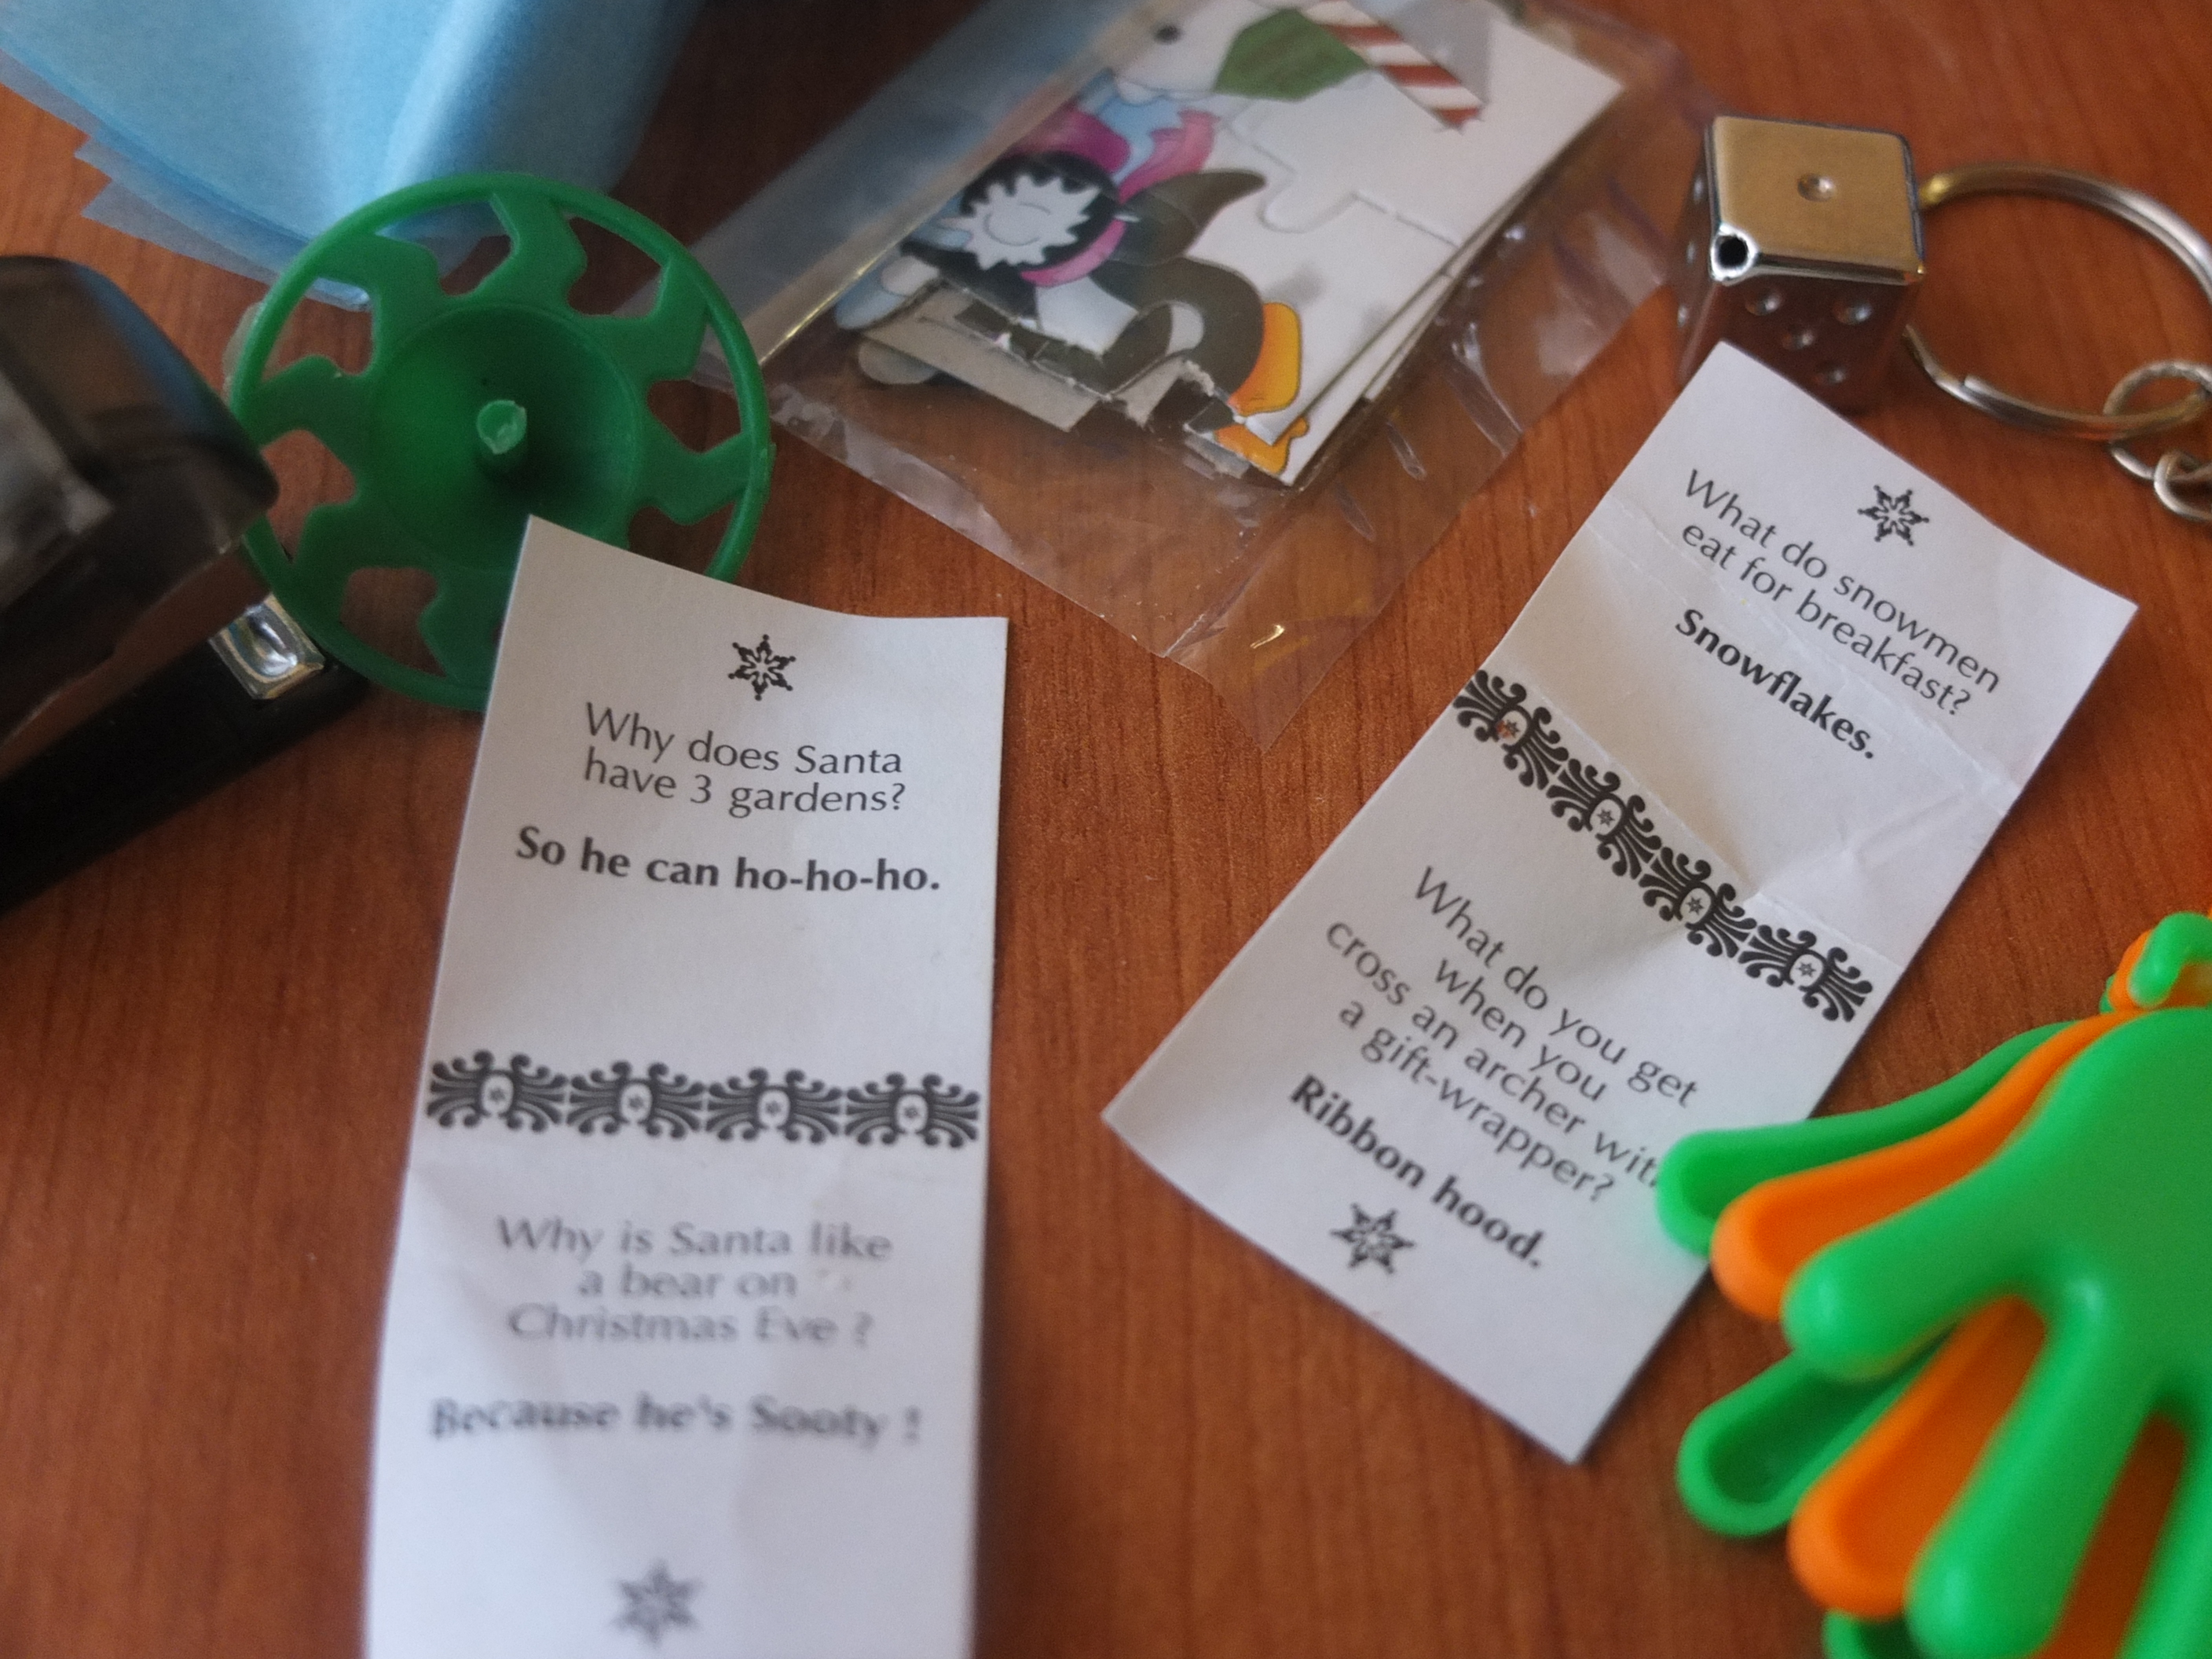 Why does Santa
have 3 gardens?
So he can ho-ho-ho.
Why is Santa like
a bear on
Christmas Eve ?
Because he's Sooty !
What do snowmen
eat for breakfast?
Snowflakes.
What do you get
when you
cross an archer with
a gift-wrapper?
Ribbon hood.